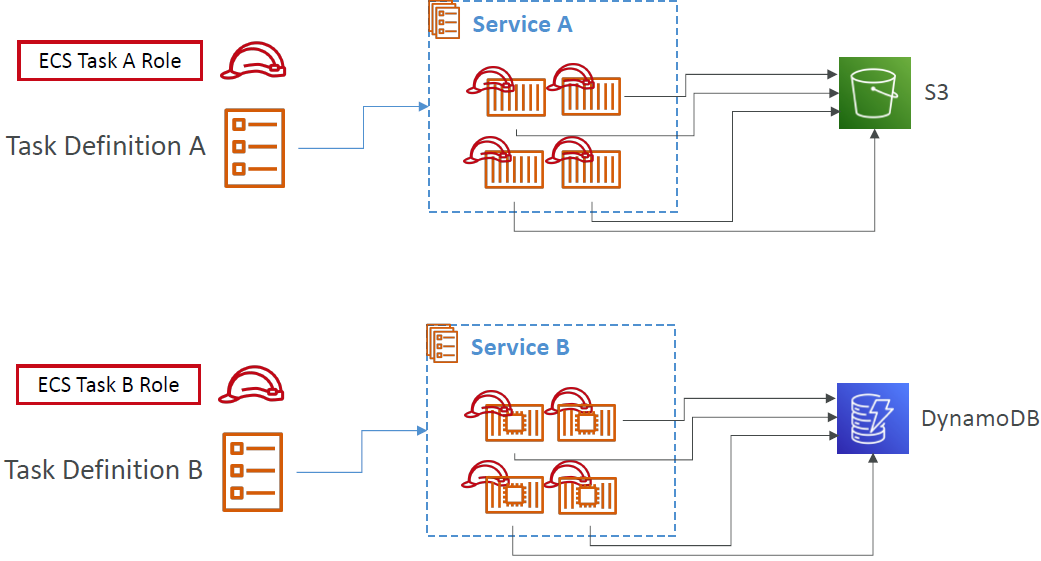 Service A
ECS Task A Role
S3
Task Definition A
Service B
ECS Task B Role
DynamoDB
Task Definition B